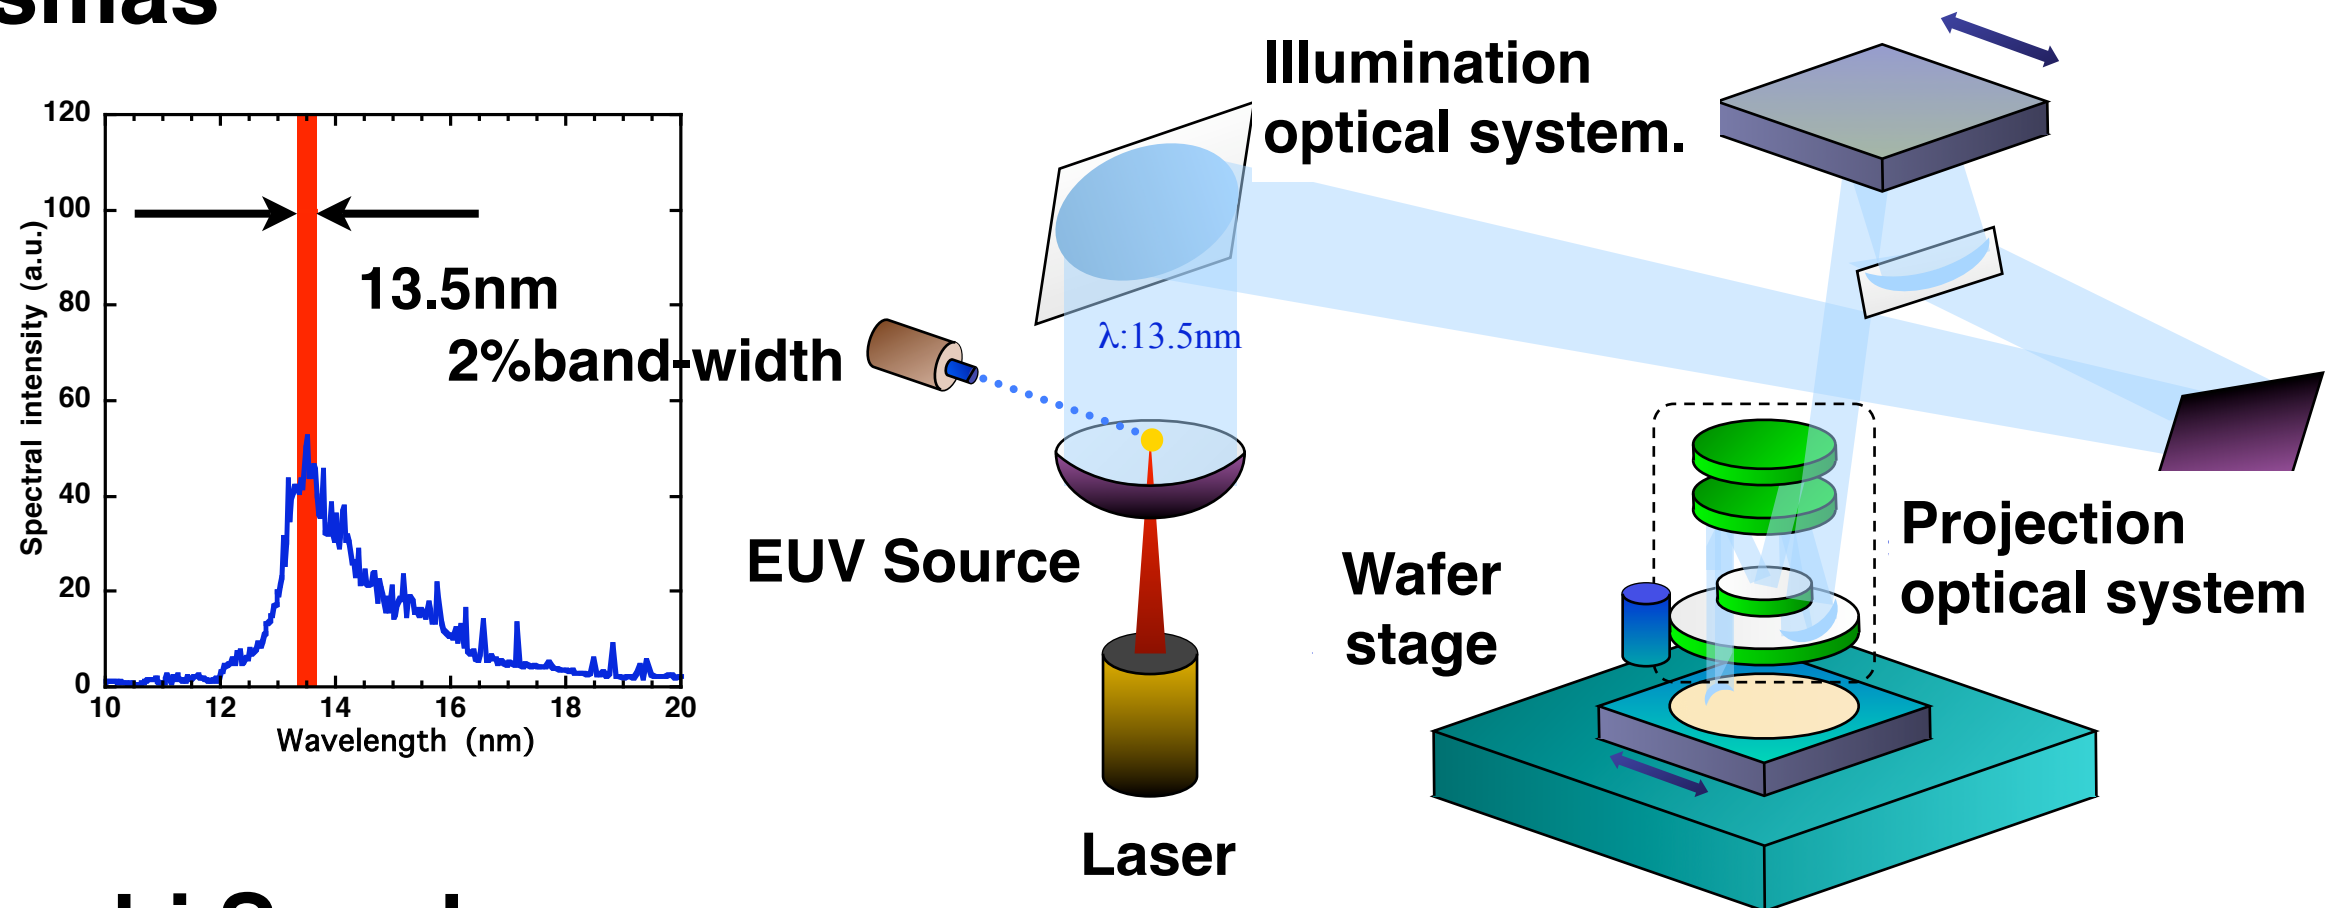 Illumination
optical system.
120
100
80
60
40
20
0
Spectral intensity (a.u.)
13.5nm
2%band-width
10 12 14 16 18 20
Wavelength (nm)
λ:13.5nm
EUV Source
Laser
Wafer
stage
Projection
optical system